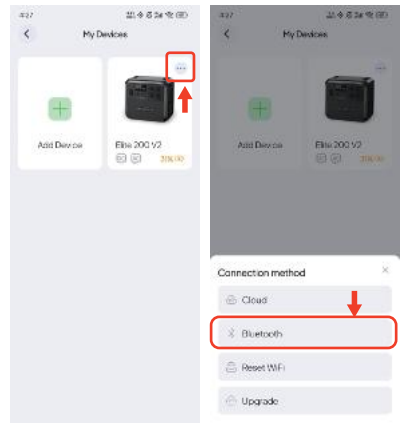 My Devices
Add Device
Elite 200 V2
My Devices
Add Device
Elite 200 V2
Connection method
Cloud
Bluetooth
Reset WiFi
Upgrade